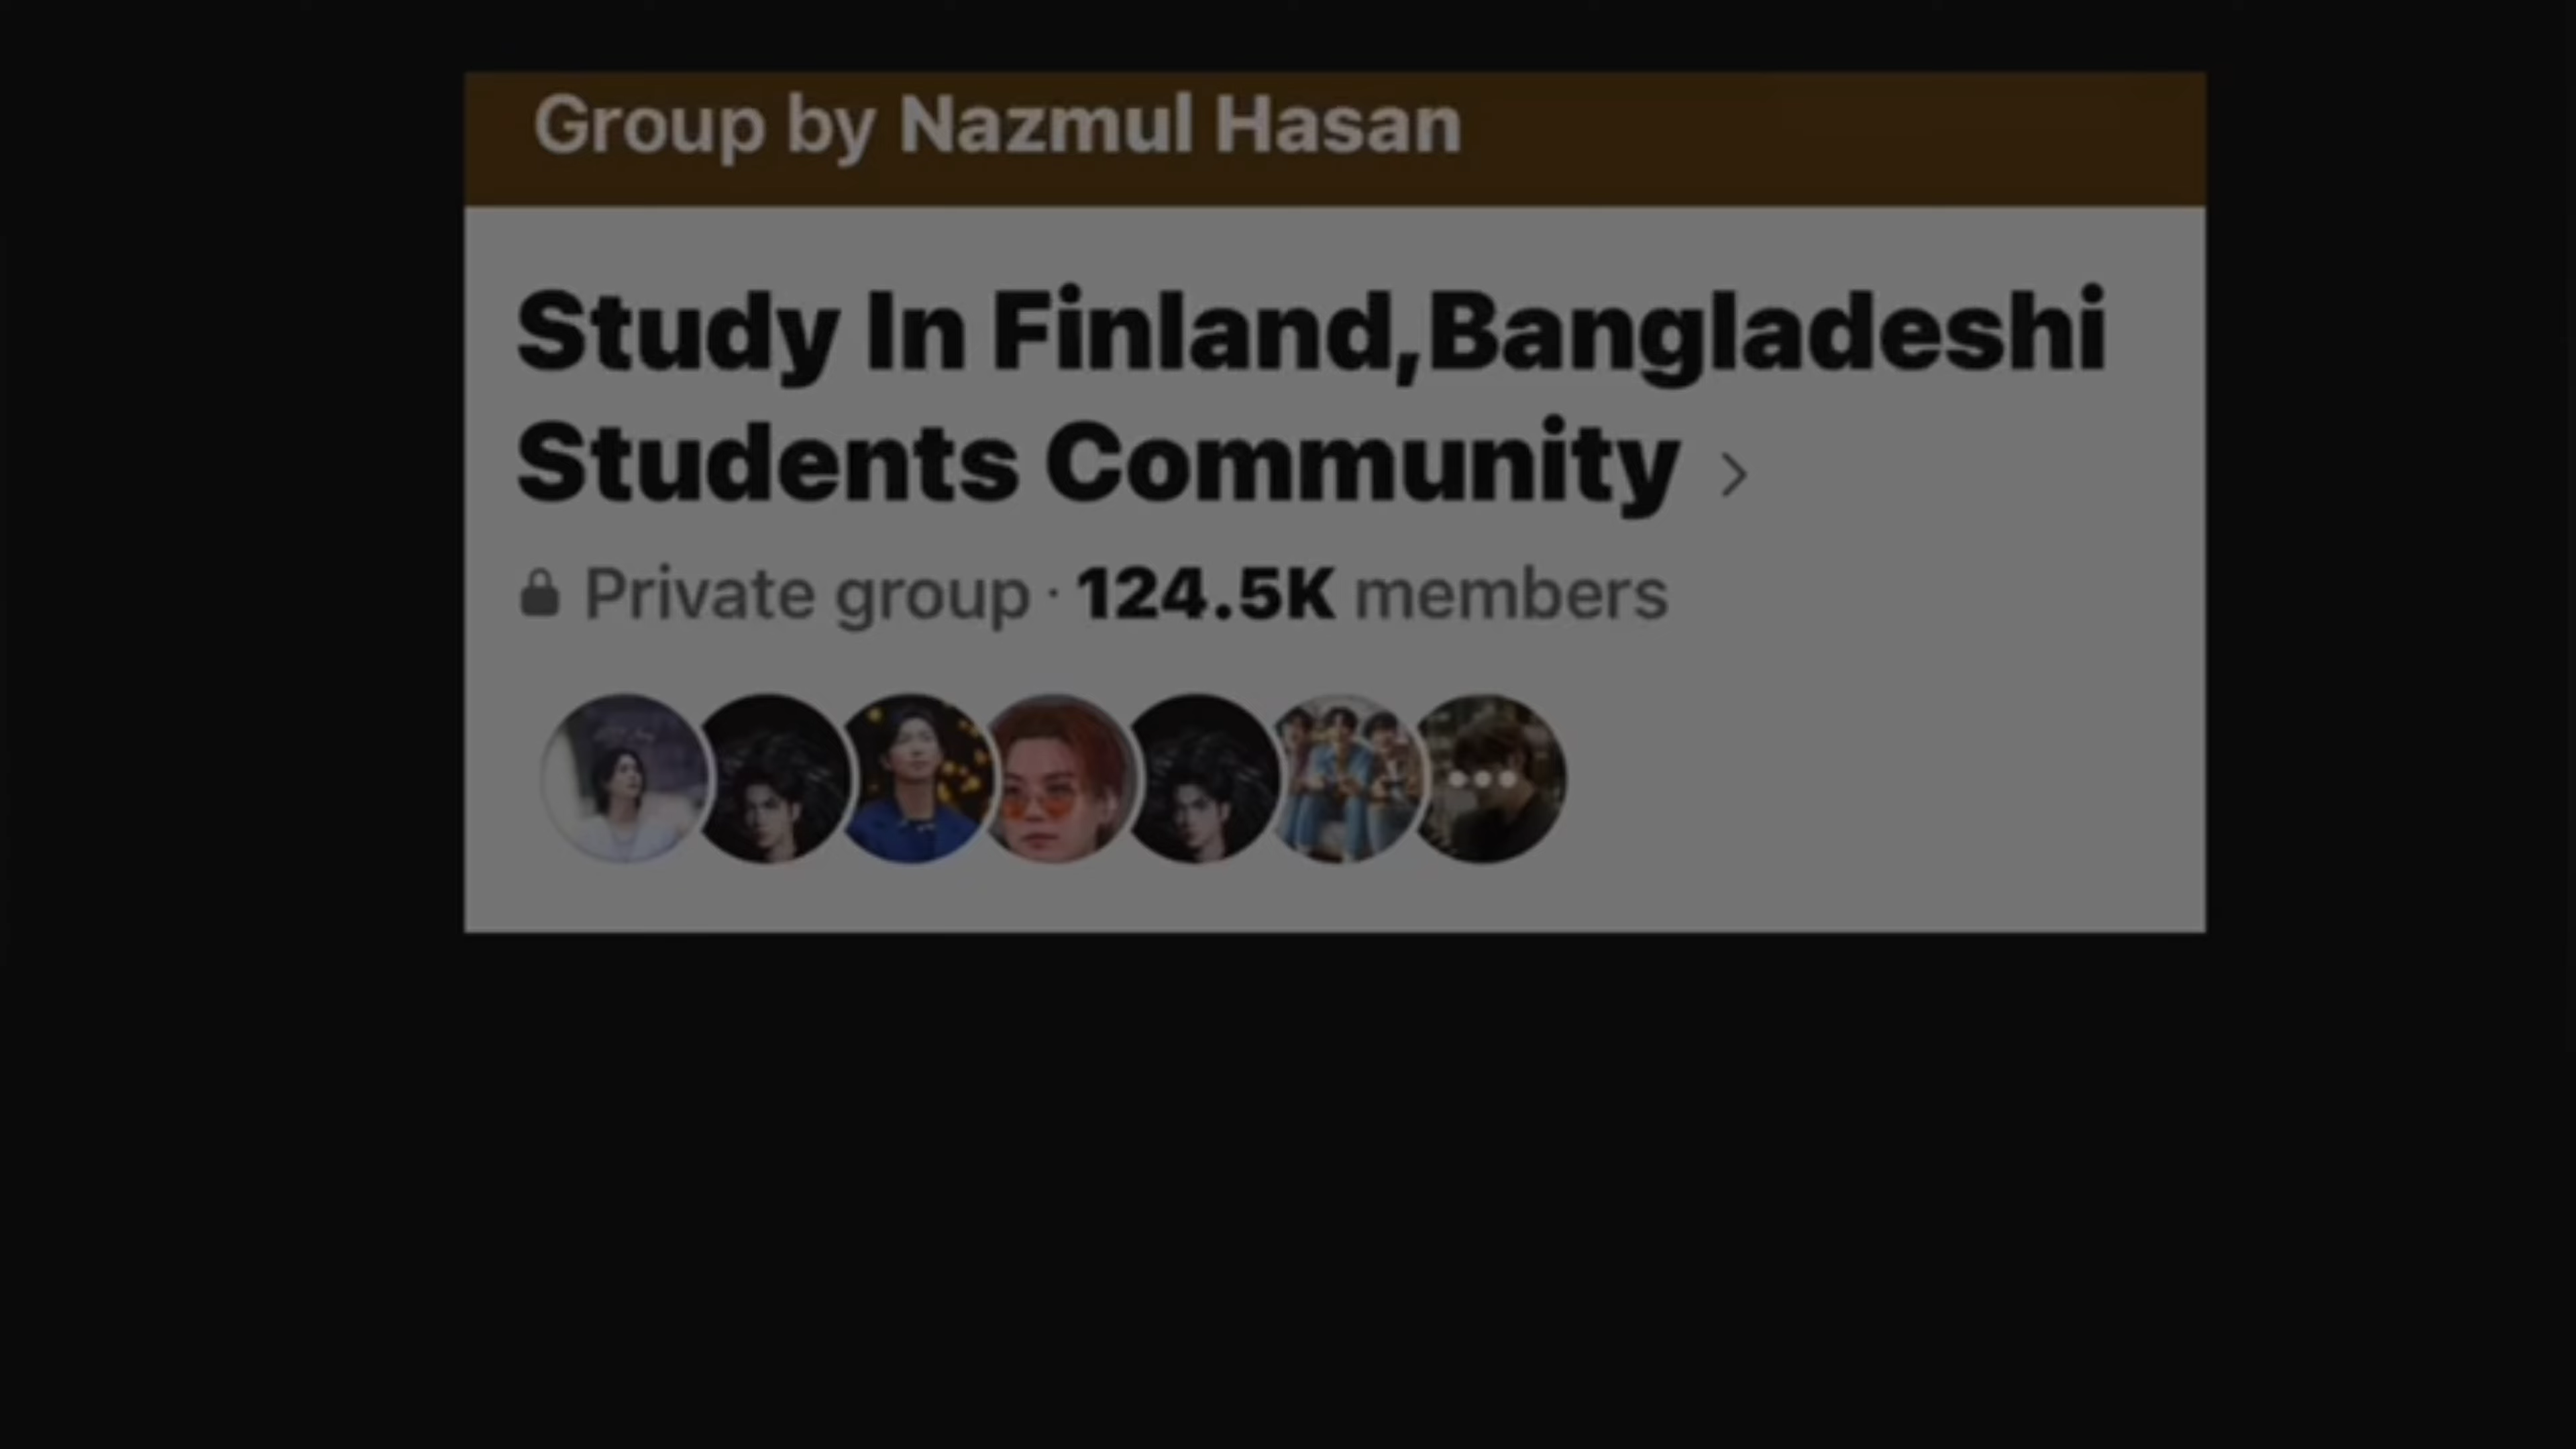 Group by Nazmul Hasan
Study In Finland,Bangladeshi
Students Community
Private group · 124.5K members